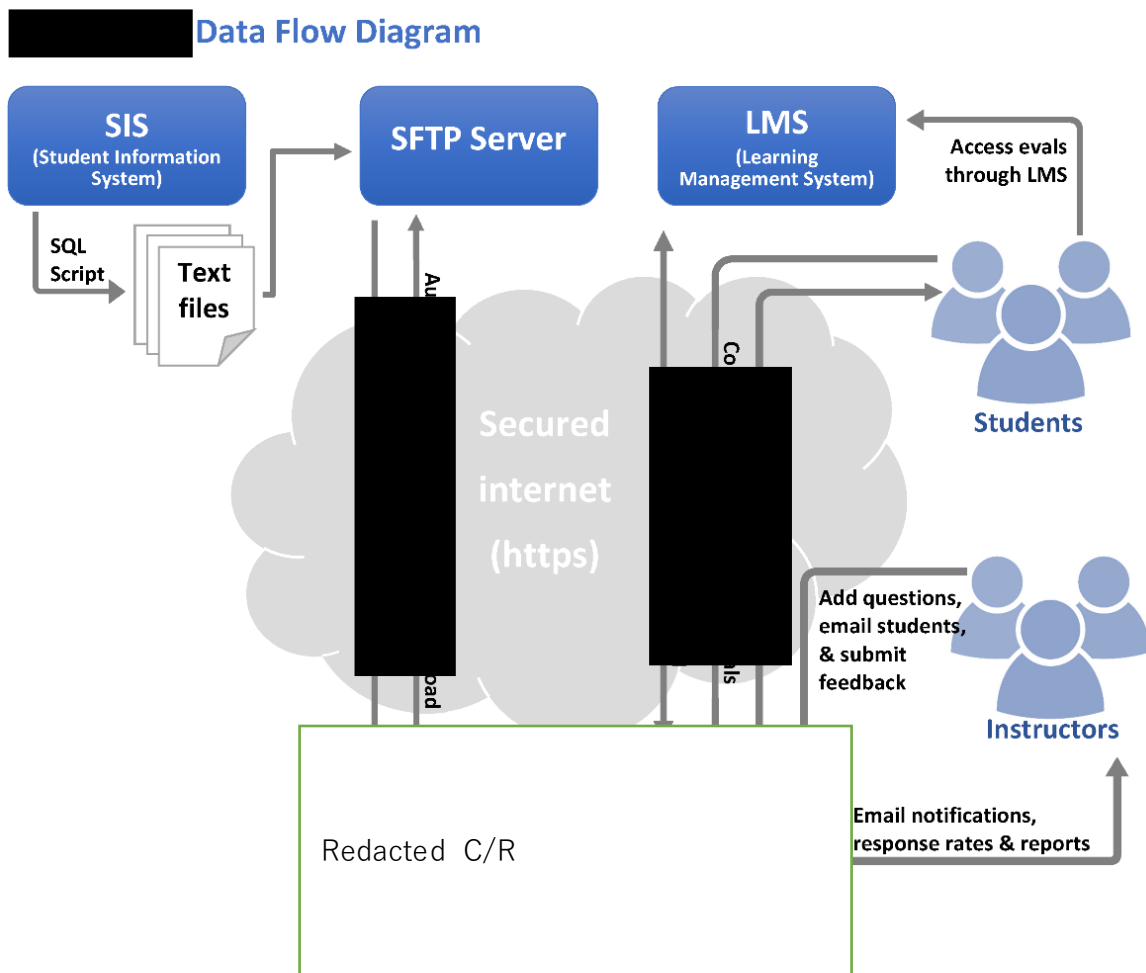 Data Flow Diagram
SIS
(Student Information
System)
SFTP Server
LMS
(Learning
Management System)
Access evals
through LMS
SQL
Script
Text
files
Students
Secured
internet
(https)
Add questions,
email students,
& submit
feedback
Instructors
Redacted C/R
Email notifications,
response rates & reports